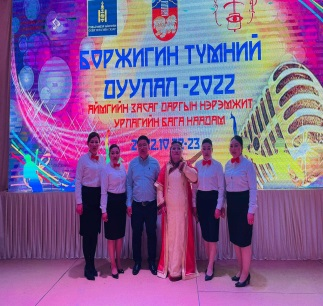 БОРЖИГИН ТҮМНИЙ
ДУУЛАЛ -2022
АЙМГИЙН ЗАСАГ ДАРГЫН НЭРЭМЖИТ
УРЛАГИЙН БАГА НААДАМ